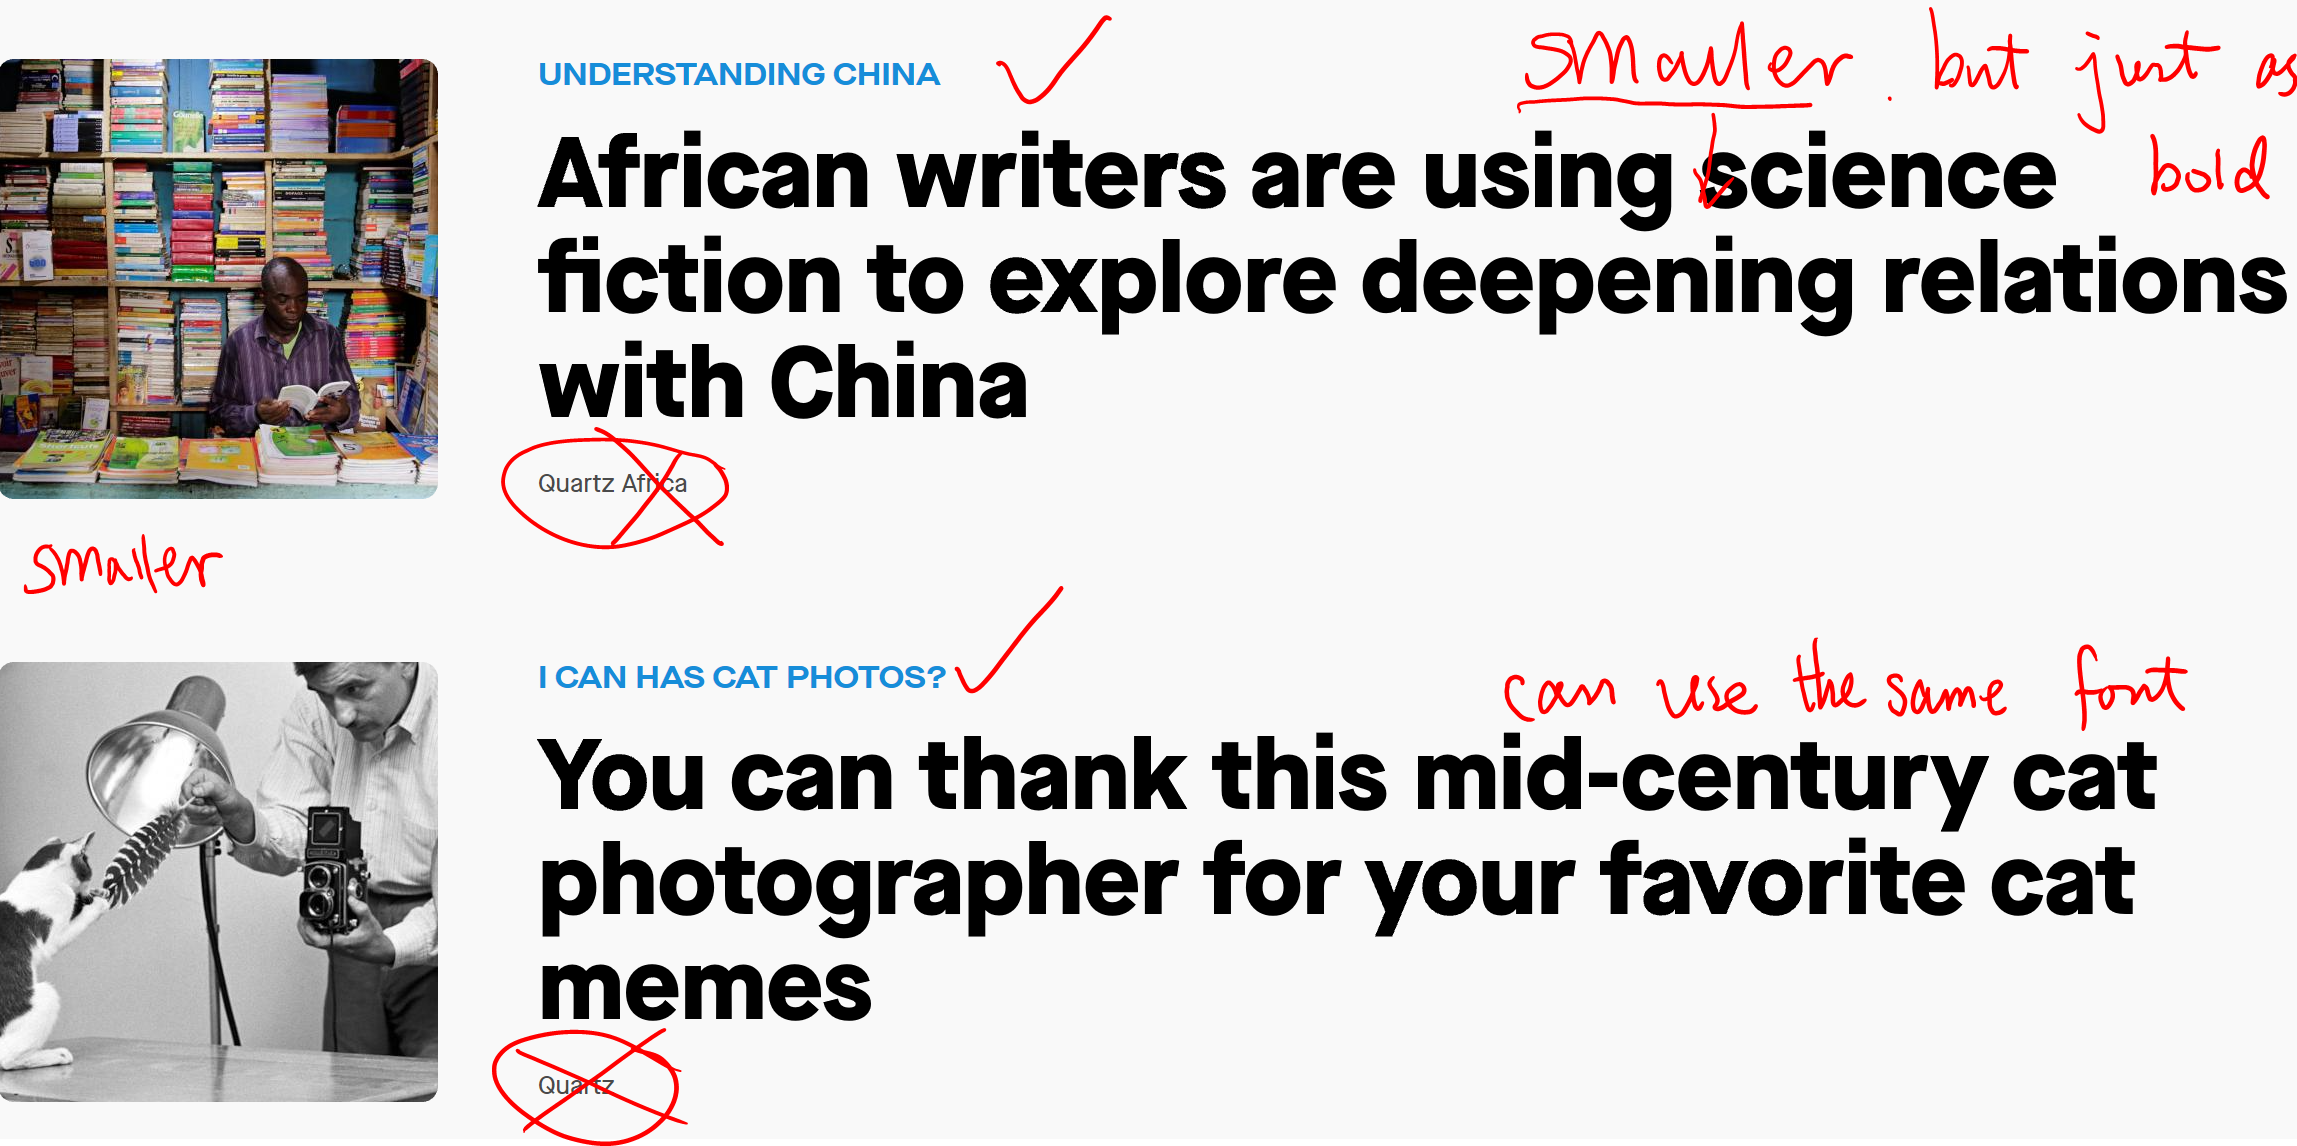 UNDERSTANDING CHINA
smaller. but just as
bold
African writers are using science
fiction to explore deepening relations
with China
Quartz Africa
smaller
I CAN HAS CAT PHOTOS?
can use the same font
You can thank this mid-century cat
photographer for your favorite cat
memes
Quartz